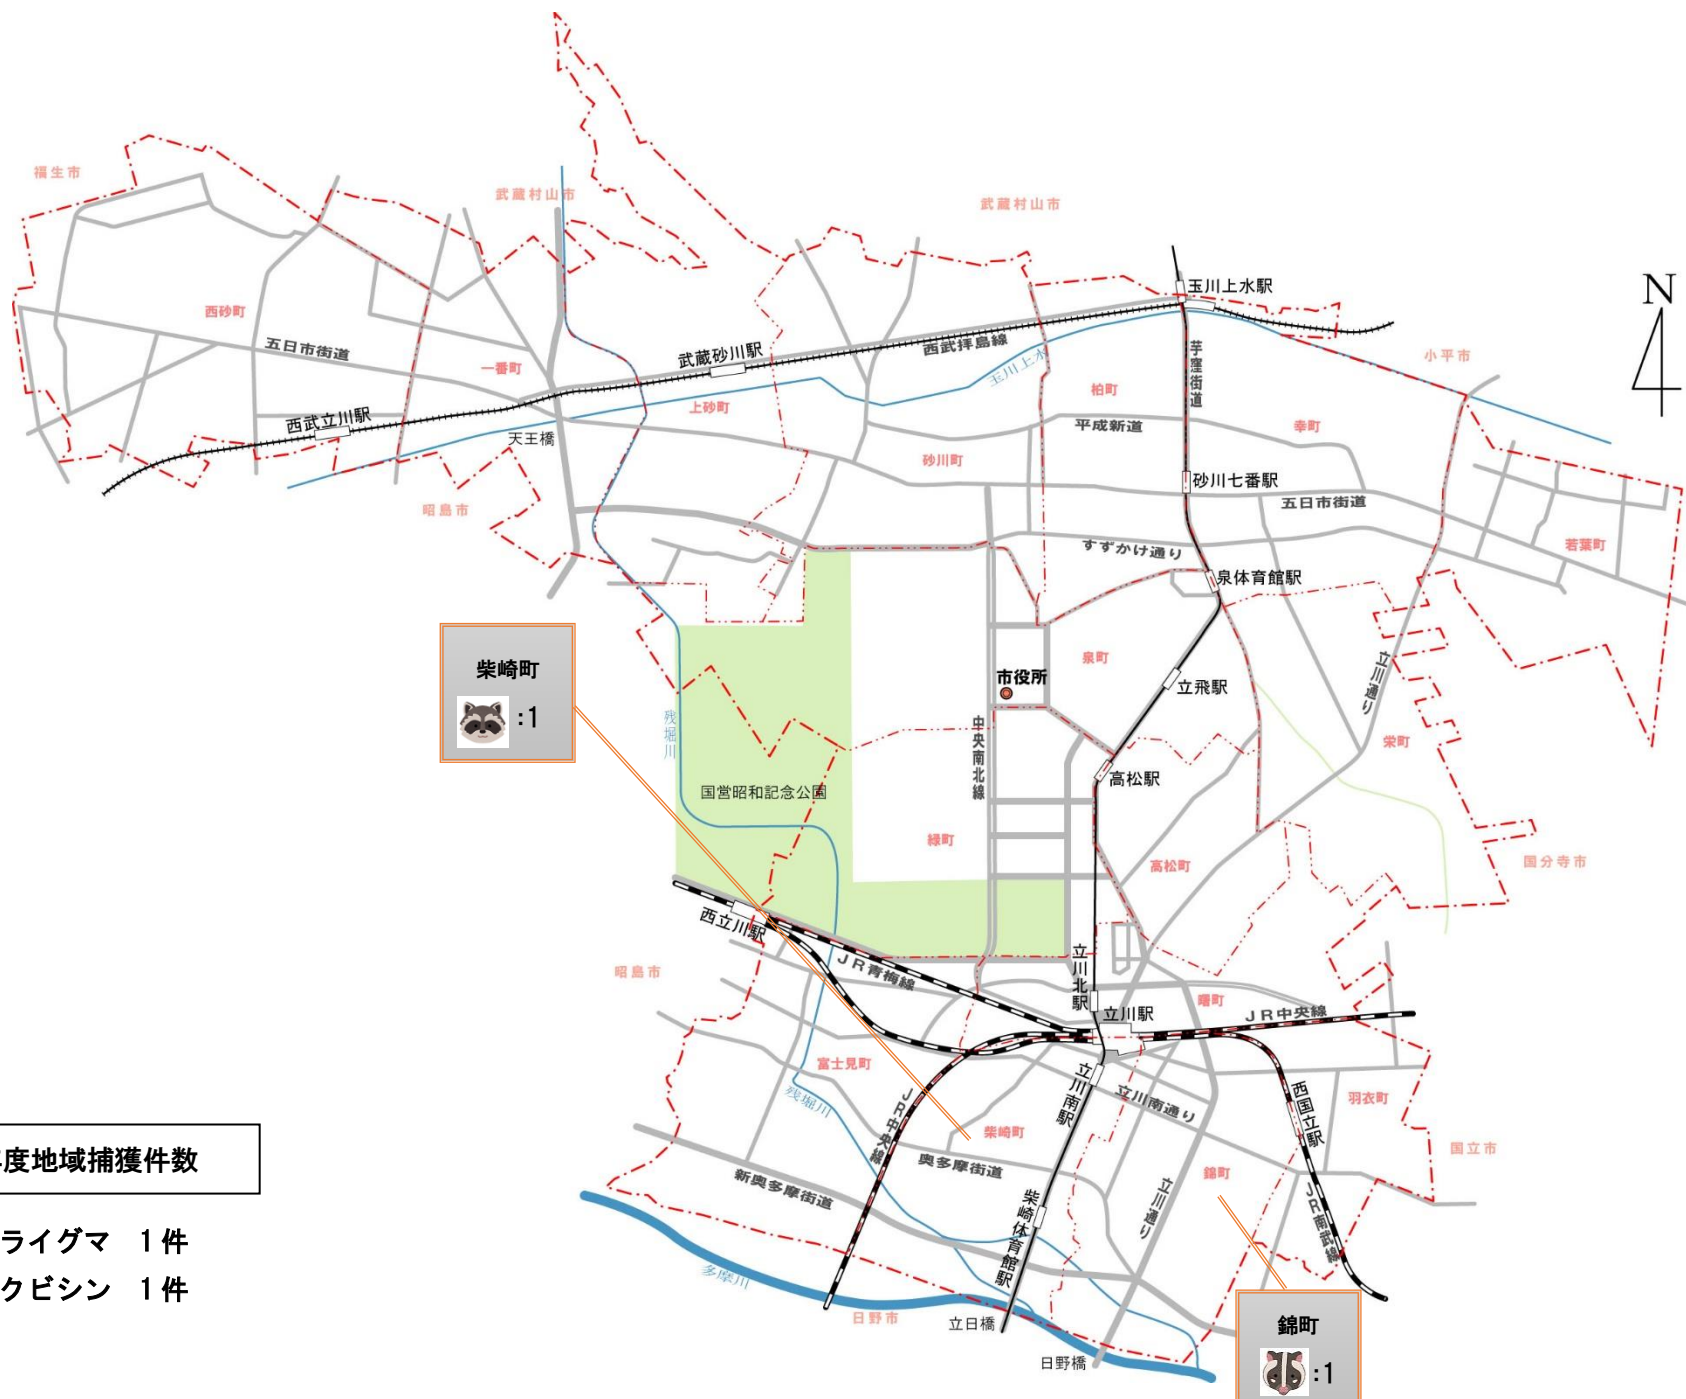 福生市
武蔵村山市
武蔵村山市
N
玉川上水駅
西砂町
五日市街道
一番町
武蔵砂川駅
西武拝島線
玉川上水
芋窪街道
小平市
柏町
上砂町
西武立川駅
天王橋
平成新道
幸町
砂川町
砂川七番駅
五日市街道
昭島市
すずかけ通り
若葉町
泉体育館駅
柴崎町
:1
泉町
市役所
立飛駅
立川通り
残堀川
中央南北線
栄町
高松駅
国営昭和記念公園
緑町
高松町
国分寺市
西立川駅
昭島市
JR青梅線
立川北駅
曙町
立川駅
JR中央線
富士見町
残堀川
JR中央線
立川南駅
立川南通り
西国立駅
羽衣町
柴崎町
国立市
奥多摩街道
新奥多摩街道
錦町
柴崎体育館駅
立川通り
JR南武線
度地域捕獲件数
ライグマ 1件
クビシン 1件
多摩川
日野市
立日橋
日野橋
錦町
:1